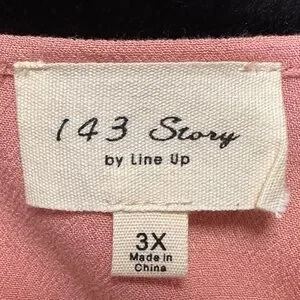 143 Story
by Line Up
3X
Made in
China